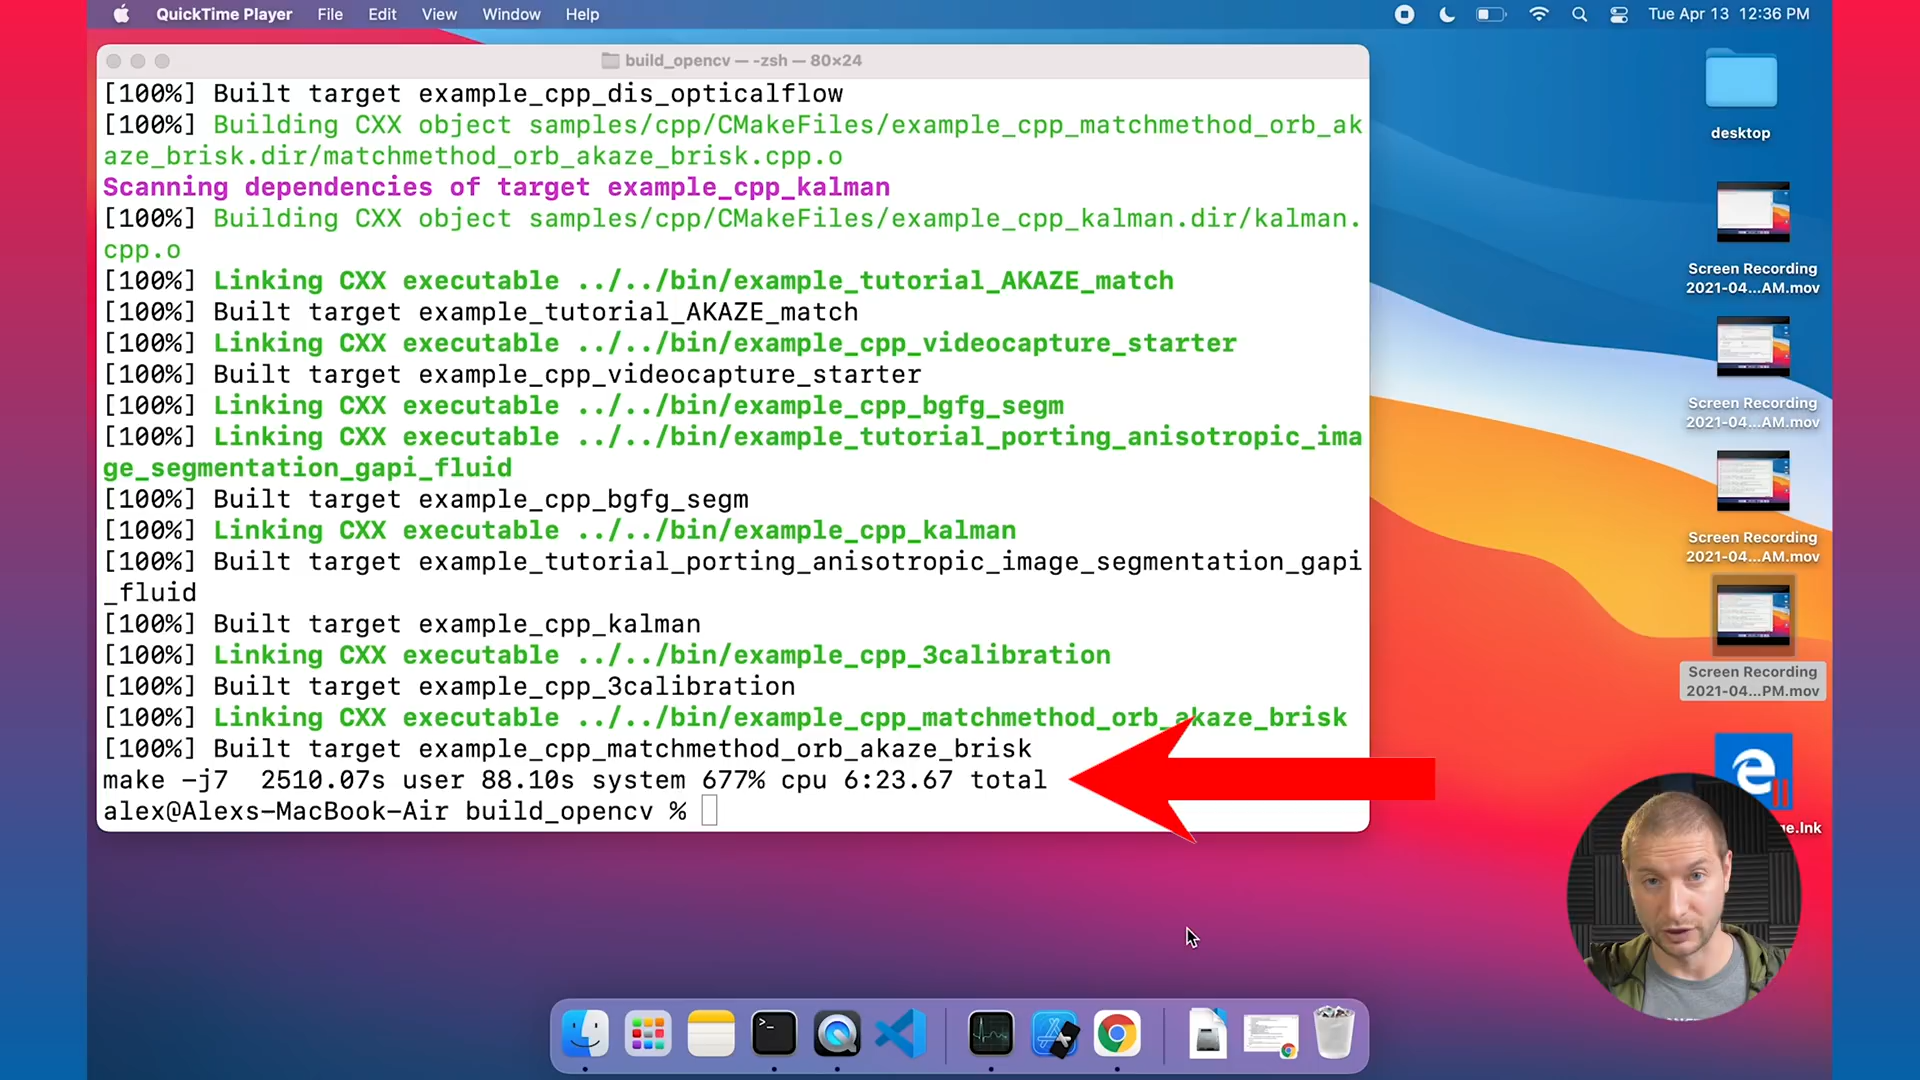 QuickTime Player File Edit View Window Help Tue Apr 13 12:36 PM
build_opencv — -zsh — 80×24
[100%] Built target example_cpp_dis_opticalflow
[100%] Building CXX object samples/cpp/CMakeFiles/example_cpp_matchmethod_orb_ak
aze_brisk.dir/matchmethod_orb_akaze_brisk.cpp.o
Scanning dependencies of target example_cpp_kalman
[100%] Building CXX object samples/cpp/CMakeFiles/example_cpp_kalman.dir/kalman.
cpp.o
[100%] Linking CXX executable ../../bin/example_tutorial_AKAZE_match
[100%] Built target example_tutorial_AKAZE_match
[100%] Linking CXX executable ../../bin/example_cpp_videocapture_starter
[100%] Built target example_cpp_videocapture_starter
[100%] Linking CXX executable ../../bin/example_cpp_bgfg_segm
[100%] Linking CXX executable ../../bin/example_tutorial_porting_anisotropic_ima
ge_segmentation_gapi_fluid
[100%] Built target example_cpp_bgfg_segm
[100%] Linking CXX executable ../../bin/example_cpp_kalman
[100%] Built target example_tutorial_porting_anisotropic_image_segmentation_gapi
_fluid
[100%] Built target example_cpp_kalman
[100%] Linking CXX executable ../../bin/example_cpp_3calibration
[100%] Built target example_cpp_3calibration
[100%] Linking CXX executable ../../bin/example_cpp_matchmethod_orb_akaze_brisk
[100%] Built target example_cpp_matchmethod_orb_akaze_brisk
make -j7  2510.07s user 88.10s system 677% cpu 6:23.67 total
alex@Alexs-MacBook-Air build_opencv %
desktop
Screen Recording
2021-04...AM.mov
Screen Recording
2021-04...AM.mov
Screen Recording
2021-04...AM.mov
Screen Recording
2021-04...PM.mov
ge.lnk